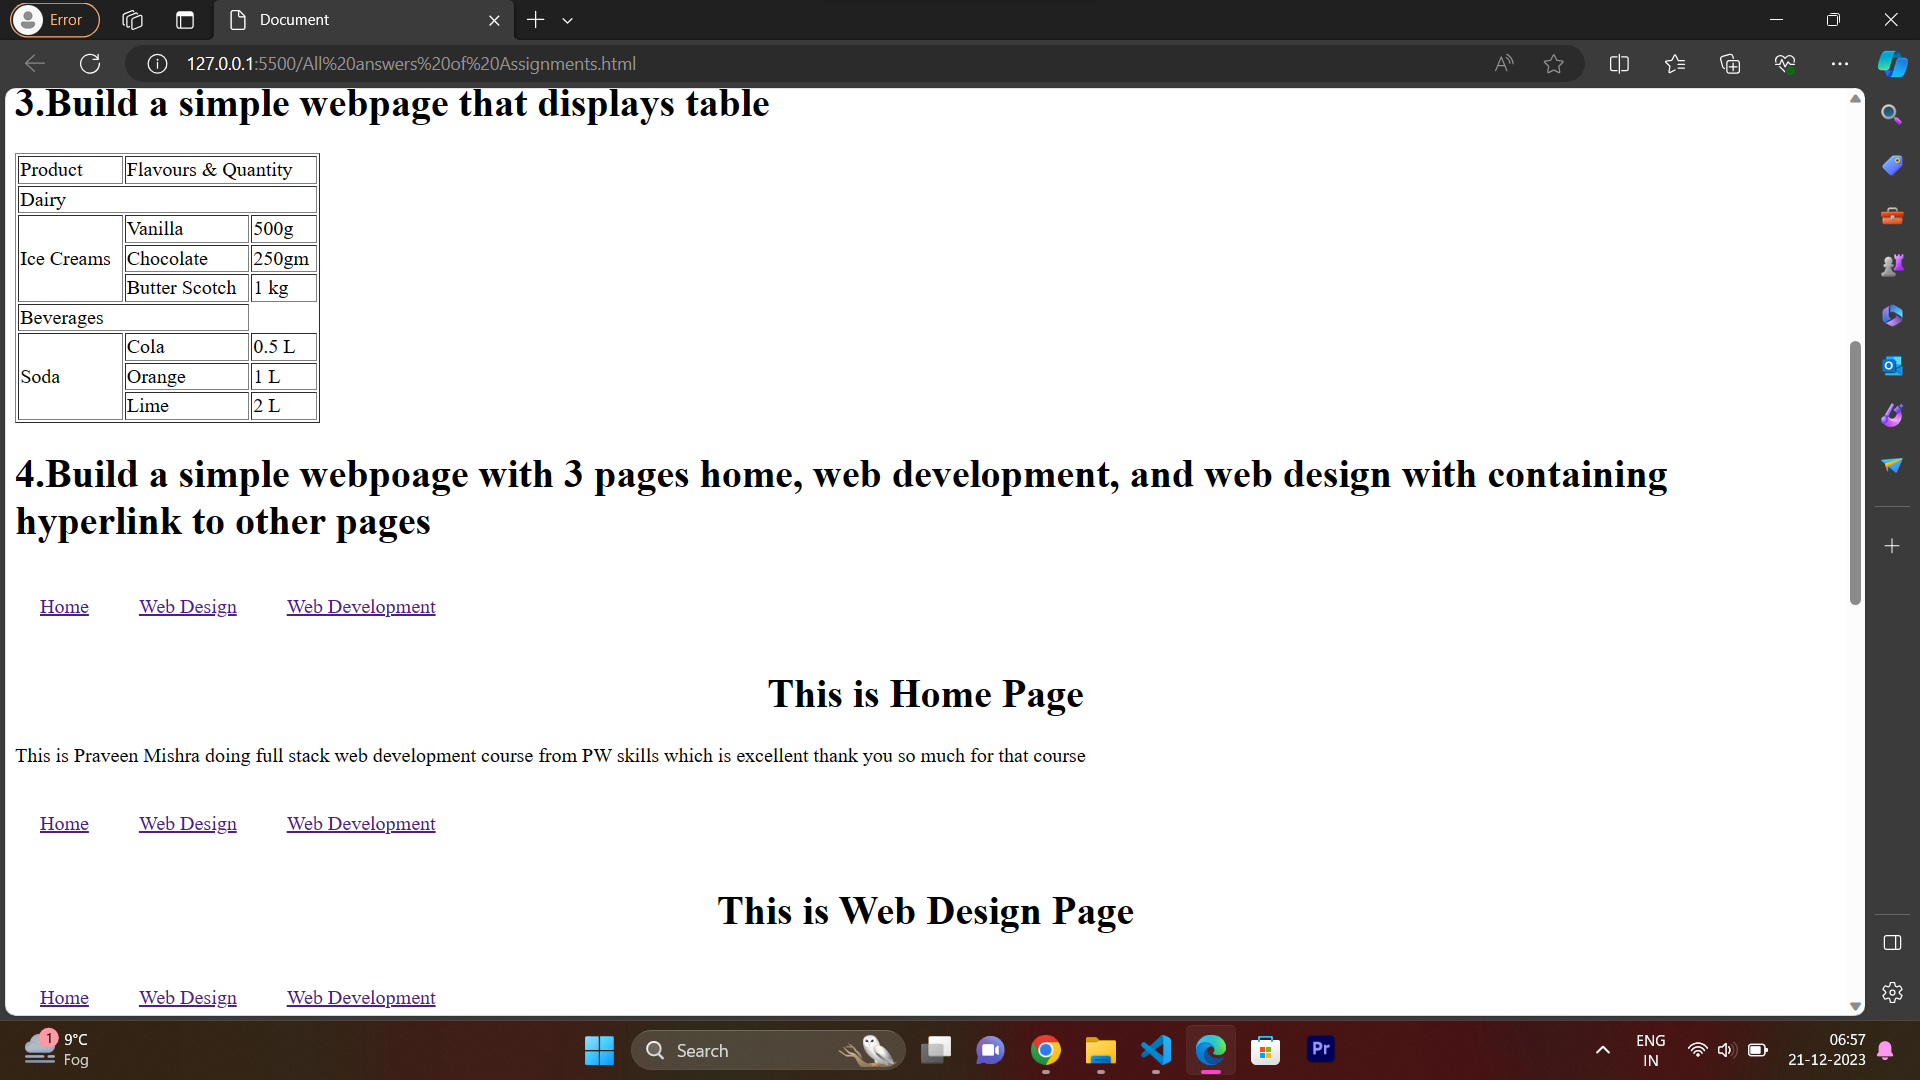 Error
Document
127.0.0.1:5500/All%20answers%20of%20Assignments.html
3.Build a simple webpage that displays table
Product Flavours & Quantity
Dairy
Ice Creams Vanilla 500g
Chocolate 250gm
Butter Scotch 1 kg
Beverages
Soda Cola 0.5 L
Orange 1 L
Lime 2 L
4.Build a simple webpoage with 3 pages home, web development, and web design with containing
hyperlink to other pages
Home Web Design Web Development
This is Home Page
This is Praveen Mishra doing full stack web development course from PW skills which is excellent thank you so much for that course
Home Web Design Web Development
This is Web Design Page
Home Web Design Web Development
1
9°C
Fog
Search
Pr
ENG
IN
06:57
21-12-2023